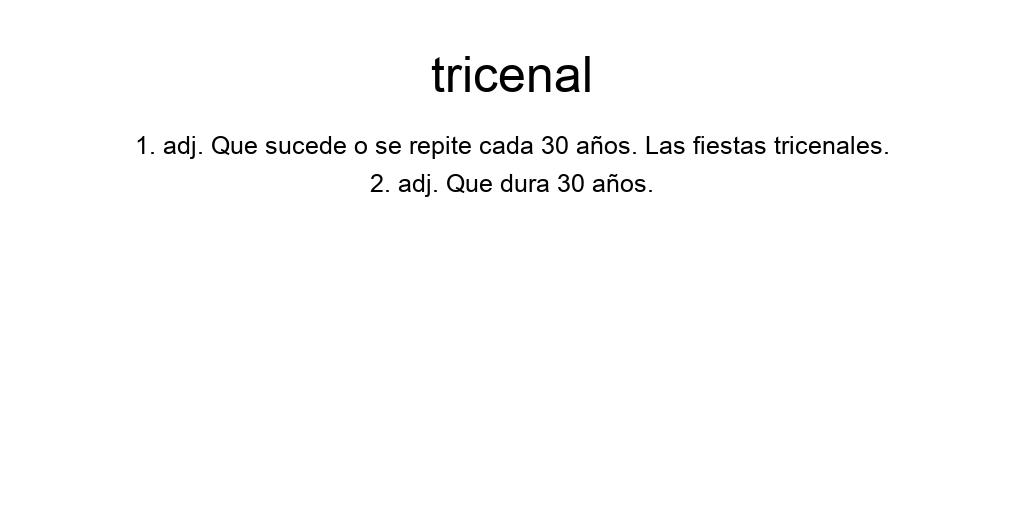 tricenal
1. adj. Que sucede o se repite cada 30 años. Las fiestas tricenales.
2. adj. Que dura 30 años.